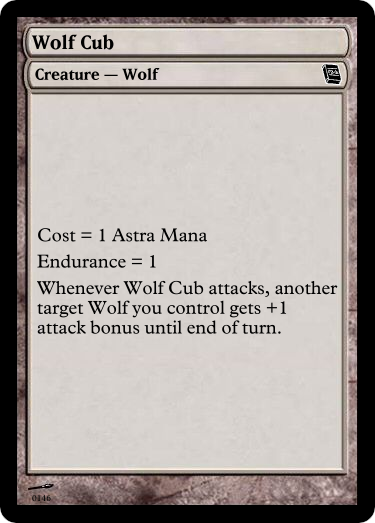 Wolf Cub
Creature — Wolf
Cost = 1 Astra Mana
Endurance = 1
Whenever Wolf Cub attacks, another
target Wolf you control gets +1
attack bonus until end of turn.
0146